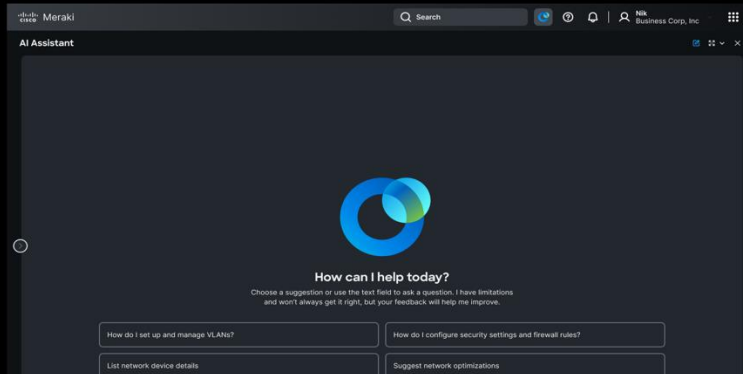 CISCO Meraki
Search
Nik
Business Corp, Inc
AI Assistant
How can I help today?
Choose a suggestion or use the text field to ask a question. I have limitations
and won't always get it right, but your feedback will help me improve.
How do I set up and manage VLANs?
How do I configure security settings and firewall rules?
List network device details
Suggest network optimizations